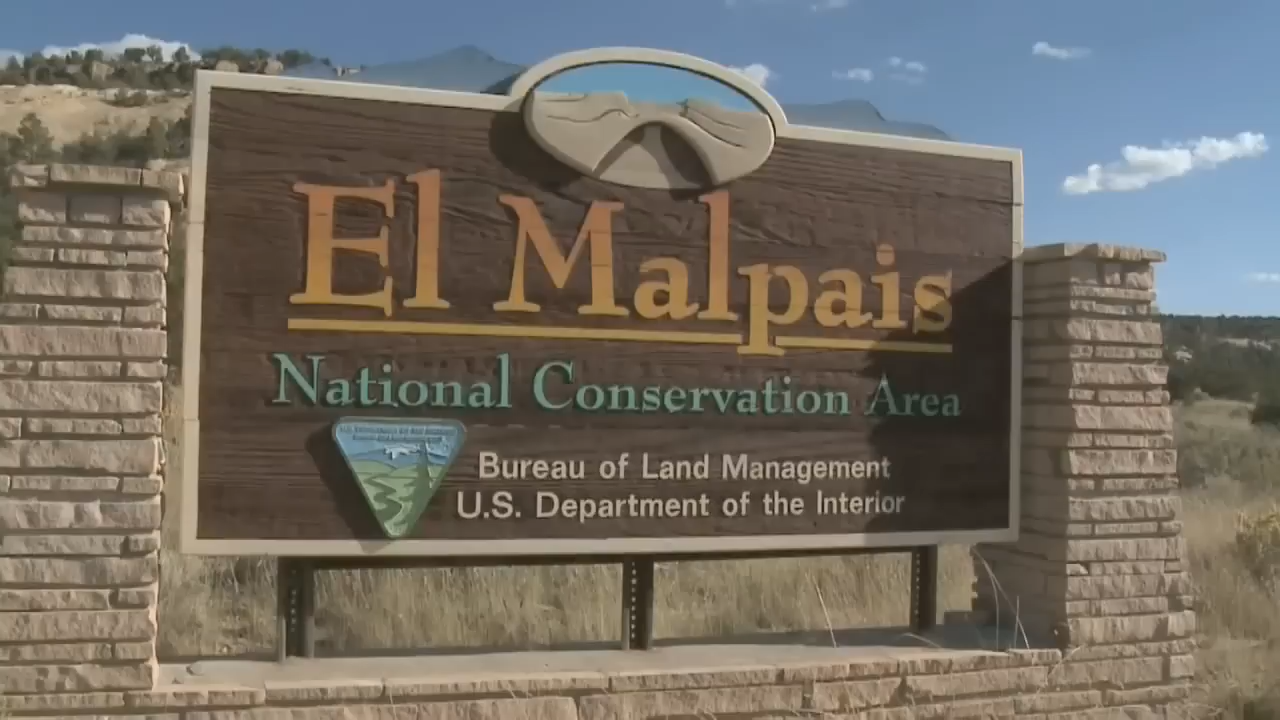 El Malpais
National Conservation Area
Bureau of Land Management
U.S. Department of the Interior